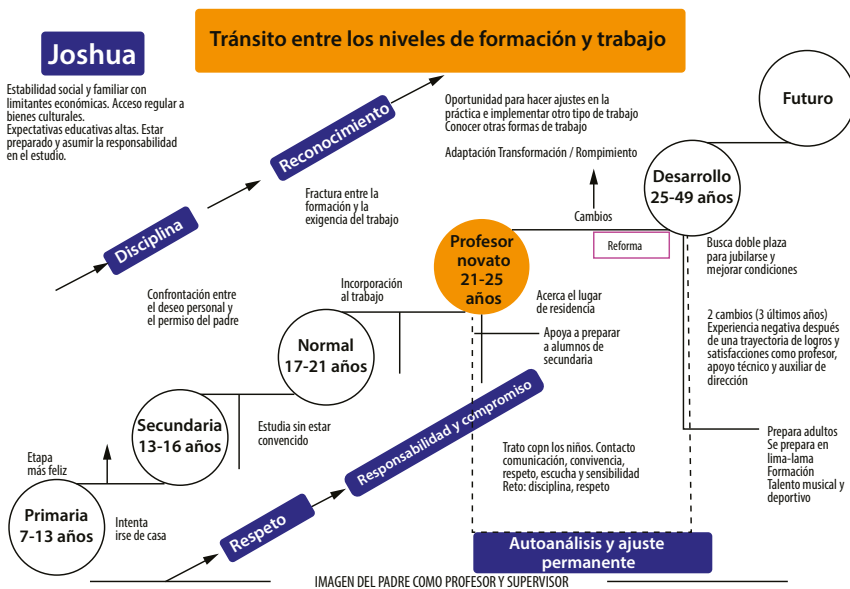 Joshua
Tránsito entre los niveles de formación y trabajo
Estabilidad social y familiar con
limitantes económicas. Acceso regular a
bienes culturales.
Expectativas educativas altas. Estar
preparado y asumir la responsabilidad
en el estudio.
Reconocimiento
Oportunidad para hacer ajustes en la
práctica e implementar otro tipo de trabajo
Conocer otras formas de trabajo
Adaptación Transformación / Rompimiento
Futuro
Desarrollo
25-49 años
Disciplina
Fractura entre la
formación y la
exigencia del trabajo
Cambios
Reforma
Profesor
novato
21-25
años
Busca doble plaza
para jubilarse y
mejorar condiciones
Confrontación entre
el deseo personal y
el permiso del padre
Incorporación
al trabajo
Acerca el lugar
de residencia
Apoya a preparar
a alumnos de
secundaria
2 cambios (3 últimos años)
Experiencia negativa después
de una trayectoria de logros y
satisfacciones como profesor,
apoyo técnico y auxiliar de
dirección
Normal
17-21 años
Secundaria
13-16 años
Estudia sin estar
convencido
Responsabilidad y compromiso
Trato copn los niños. Contacto
comunicación, convivencia,
respeto, escucha y sensibilidad
Reto: disciplina, respeto
Prepara adultos
Se prepara en
lima-lama
Formación
Talento musical y
deportivo
Etapa
más feliz
Primaria
7-13 años
Intenta
irse de casa
Respeto
Autoanálisis y ajuste
permanente
IMAGEN DEL PADRE COMO PROFESOR Y SUPERVISOR